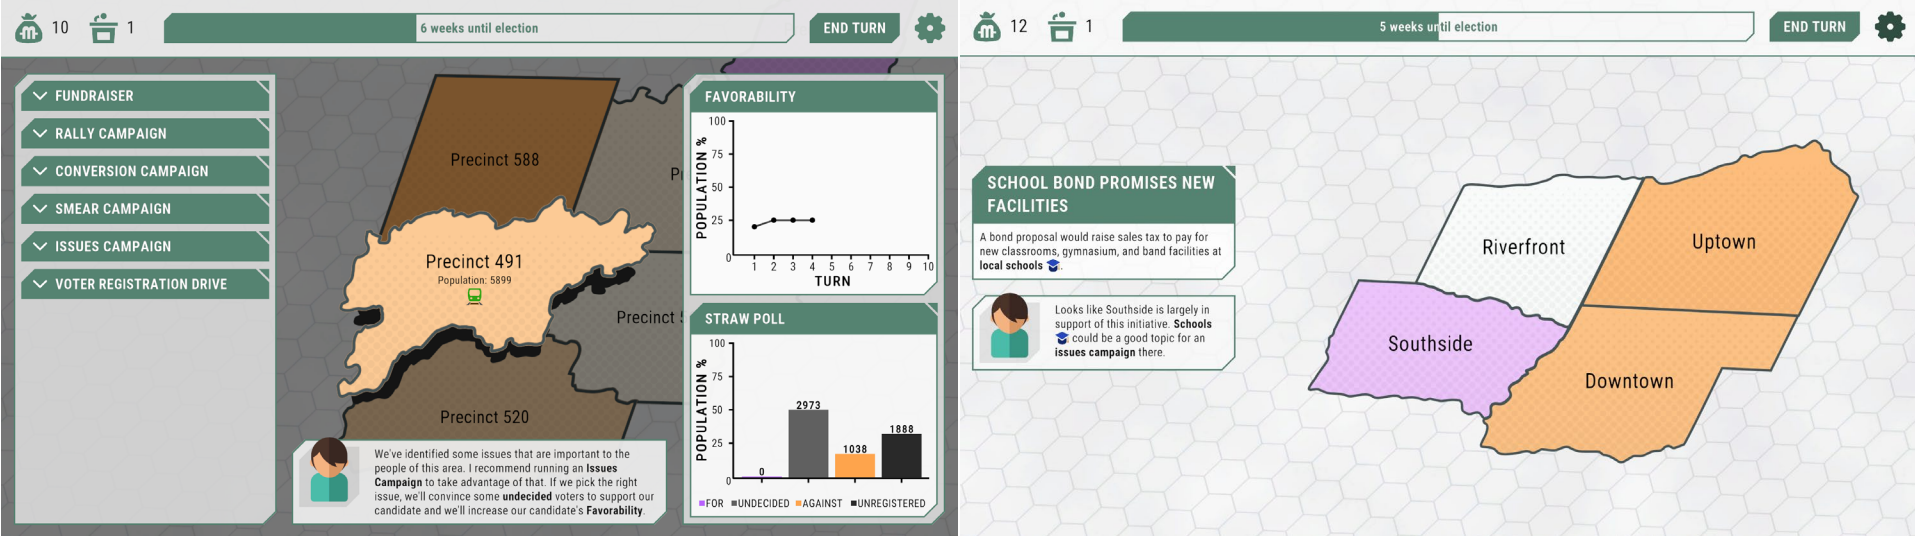 10
1
6 weeks until election
END TURN
FUNDRAISER
RALLY CAMPAIGN
CONVERSION CAMPAIGN
SMEAR CAMPAIGN
ISSUES CAMPAIGN
VOTER REGISTRATION DRIVE
Precinct 588
Precinct 491
Population: 5899
Precinct
Precinct 520
We've identified some issues that are important to the
people of this area. I recommend running an Issues
Campaign to take advantage of that. If we pick the right
issue, we'll convince some undecided voters to support our
candidate and we'll increase our candidate's Favorability.
FAVORABILITY
POPULATION %
100
75
50
25
0
1 2 3 4 5 6 7 8 9 10
TURN
STRAW POLL
POPULATION %
100
75
50
25
0
0
2973
1038
1888
FOR UNDECIDED AGAINST UNREGISTERED
12
1
5 weeks until election
END TURN
SCHOOL BOND PROMISES NEW
FACILITIES
A bond proposal would raise sales tax to pay for
new classrooms, gymnasium, and band facilities at
local schools .
Looks like Southside is largely in
support of this initiative. Schools
could be a good topic for an
issues campaign there.
Riverfront
Uptown
Southside
Downtown